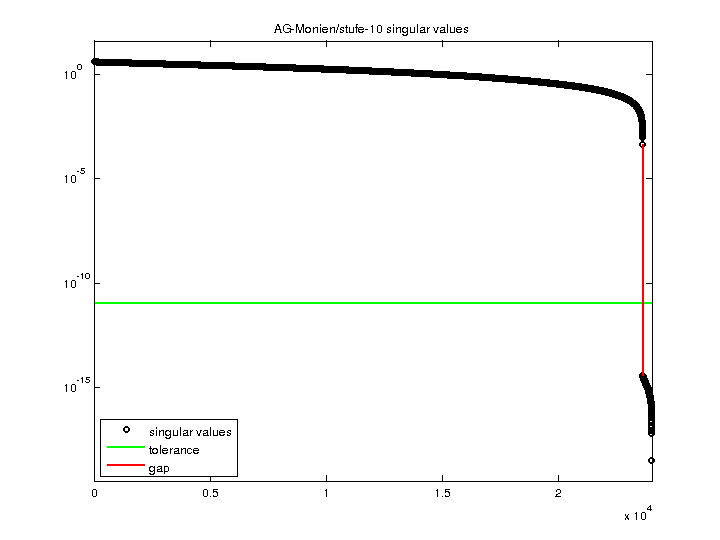 AG-Monien/stufe-10 singular values
10^0
10^-5
10^-10
10^-15
singular values
tolerance
gap
0 0.5 1 1.5 2
x 10^4